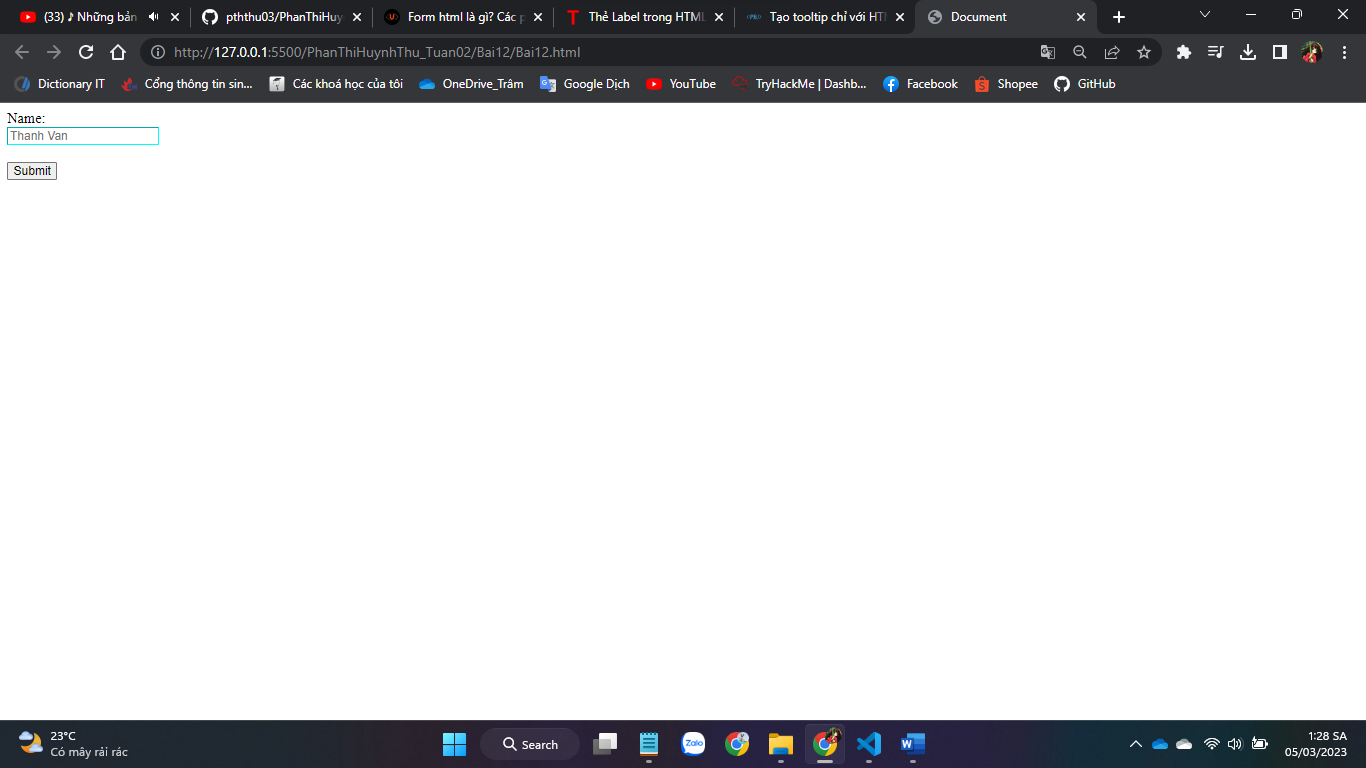 (33) ♪ Những bản
pththu03/PhanThiHuy
Form html là gì? Các p
Thẻ Label trong HTML
Tạo tooltip chỉ với HTM
Document
http://127.0.0.1:5500/PhanThiHuynhThu_Tuan02/Bai12/Bai12.html
Dictionary IT
Cổng thông tin sin...
Các khoá học của tôi
OneDrive_Trâm
Google Dịch
YouTube
TryHackMe | Dashb...
Facebook
Shopee
GitHub
Name:
Thanh Van
Submit
23°C
Có mây rải rác
Search
Zalo
1:28 SA
05/03/2023